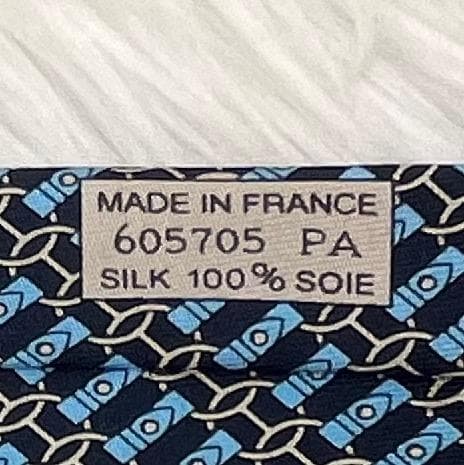 MADE IN FRANCE
605705 PA
SILK 100% SOIE